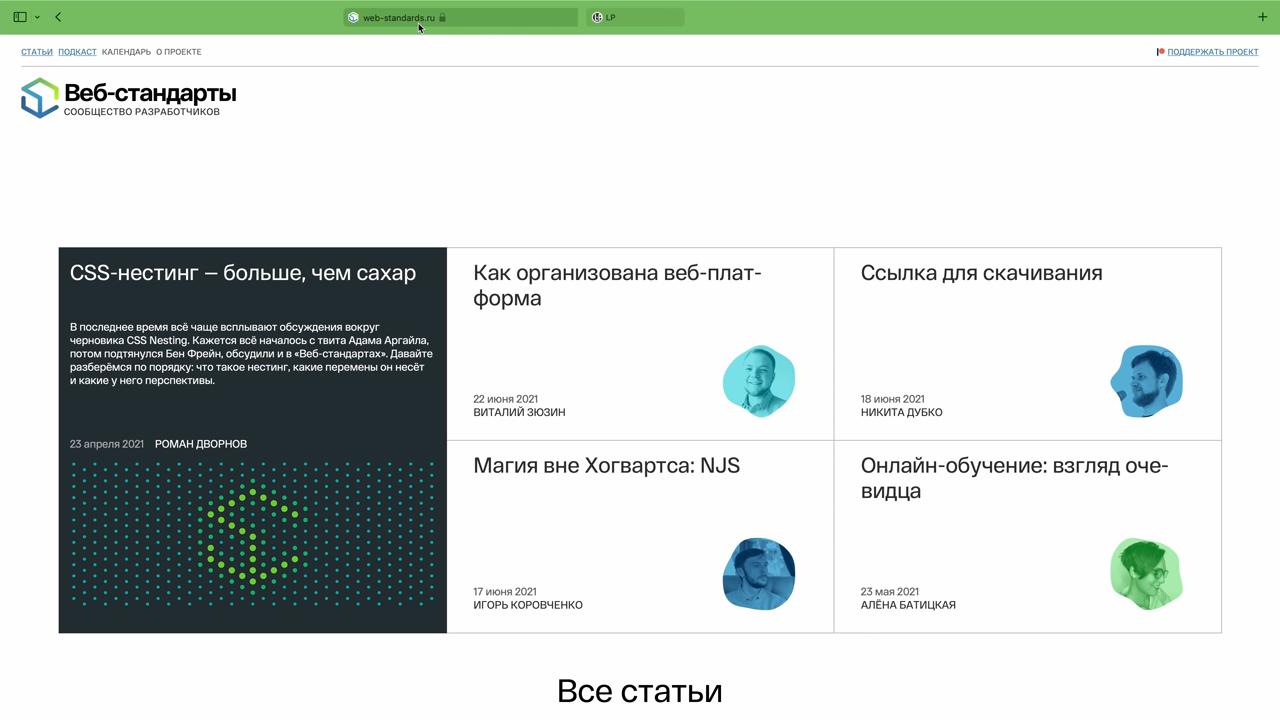 web-standards.ru
LP
СТАТЬИ ПОДКАСТ КАЛЕНДАРЬ О ПРОЕКТЕ
ПОДДЕРЖАТЬ ПРОЕКТ
Веб-стандарты
СООБЩЕСТВО РАЗРАБОТЧИКОВ
CSS-нестинг — больше, чем сахар
В последнее время всё чаще всплывают обсуждения вокруг
черновика CSS Nesting. Кажется всё началось с твита Адама Аргайла,
потом подтянулся Бен Фрейн, обсудили и в «Веб-стандартах». Давайте
разберёмся по порядку: что такое нестинг, какие перемены он несёт
и какие у него перспективы.
23 апреля 2021 РОМАН ДВОРНОВ
Как организована веб-плат-
форма
22 июня 2021
ВИТАЛИЙ ЗЮЗИН
Ссылка для скачивания
18 июня 2021
НИКИТА ДУБКО
Магия вне Хогвартса: NJS
17 июня 2021
ИГОРЬ КОРОВЧЕНКО
Онлайн-обучение: взгляд оче-
видца
23 мая 2021
АЛЁНА БАТИЦКАЯ
Все статьи